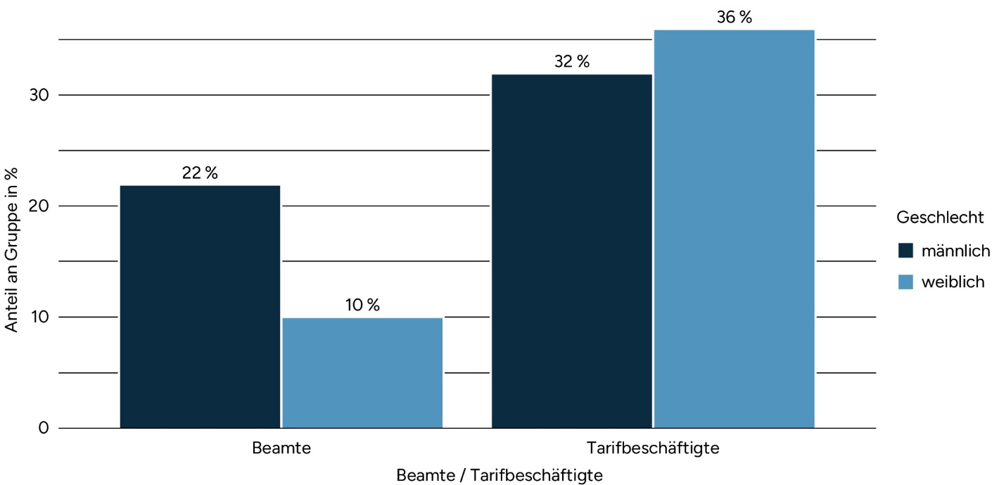 36 %
32 %
30
22 %
20
10 %
10
0
Anteil an Gruppe in %
Beamte
Tarifbeschäftigte
Beamte / Tarifbeschäftigte
Geschlecht
männlich
weiblich